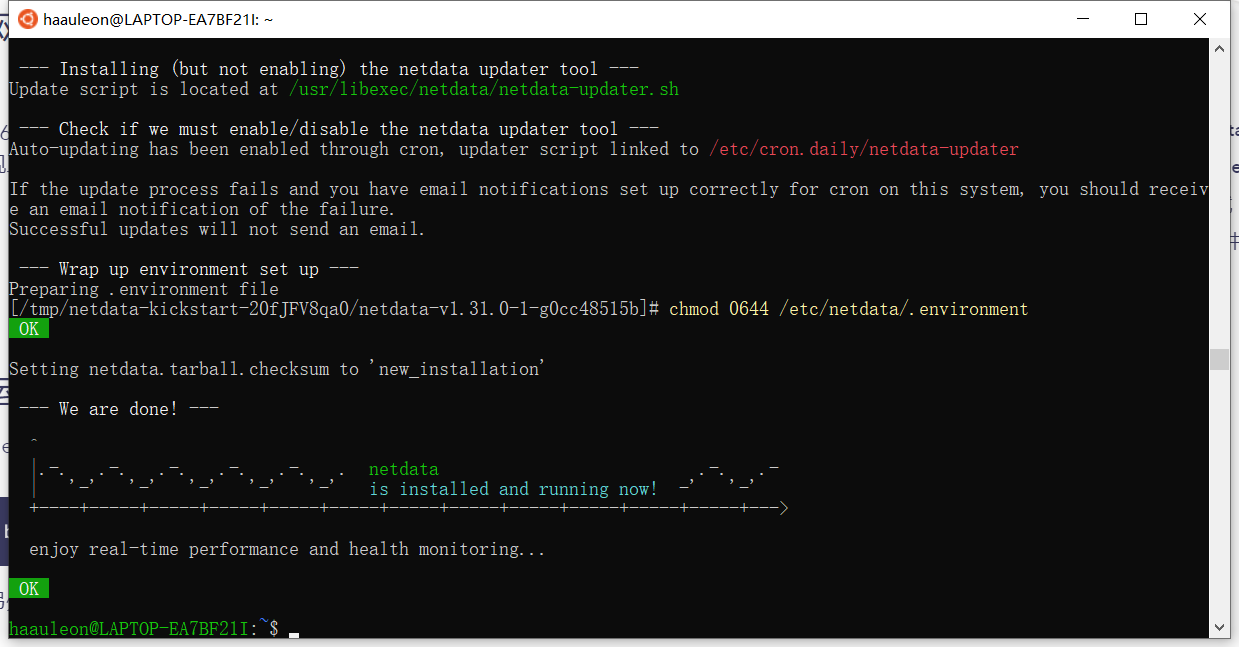 haauleon@LAPTOP-EA7BF21I: ~
--- Installing (but not enabling) the netdata updater tool ---
Update script is located at /usr/libexec/netdata/netdata-updater.sh
--- Check if we must enable/disable the netdata updater tool ---
Auto-updating has been enabled through cron, updater script linked to /etc/cron.daily/netdata-updater
If the update process fails and you have email notifications set up correctly for cron on this system, you should receiv
e an email notification of the failure.
Successful updates will not send an email.
--- Wrap up environment set up ---
Preparing .environment file
[/tmp/netdata-kickstart-20fJFV8qa0/netdata-v1.31.0-1-g0cc48515b]# chmod 0644 /etc/netdata/.environment
OK
Setting netdata.tarball.checksum to 'new_installation'
--- We are done! ---
^
|.-.   .-.   .-.   .-.   .-.   .  netdata                          .-.   .-
|   '-'   '-'   '-'   '-'   '-'   is installed and running now!  -'   '-'
+-----+-----+-----+-----+-----+-----+-----+-----+-----+-----+-----+-----+--->
enjoy real-time performance and health monitoring...
OK
haauleon@LAPTOP-EA7BF21I:~$